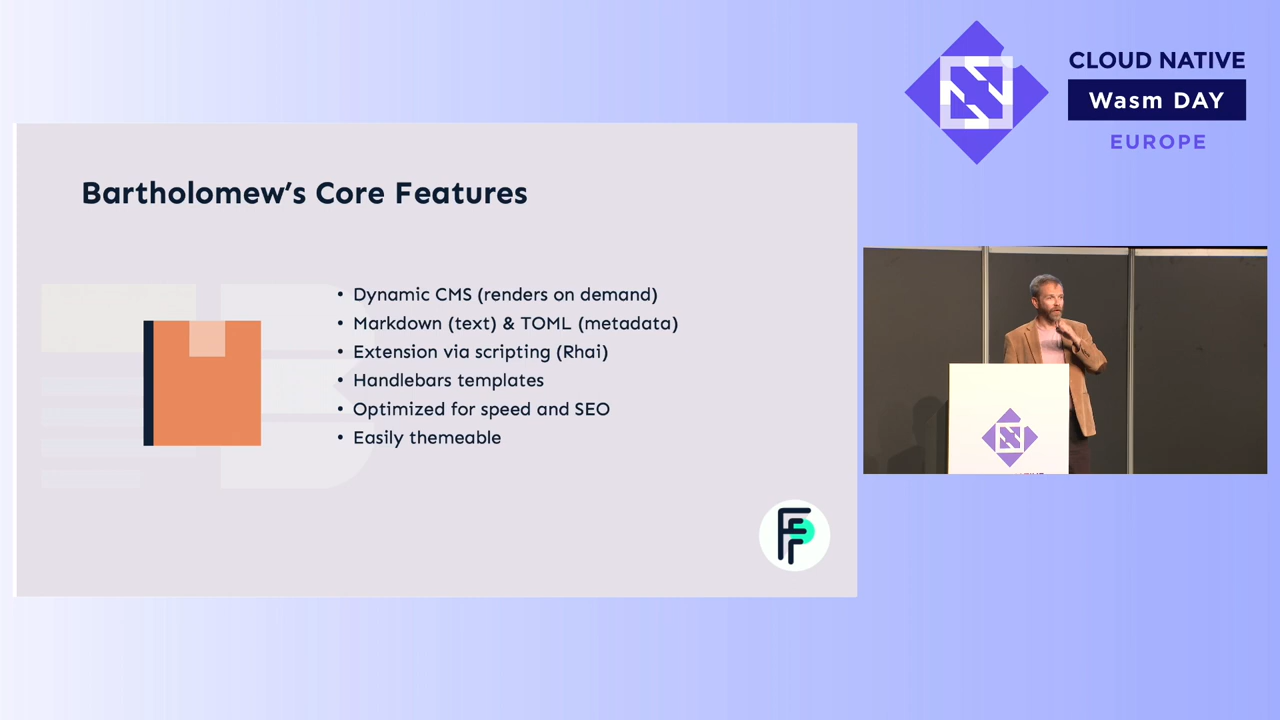 CLOUD NATIVE
Wasm DAY
EUROPE
Bartholomew's Core Features
• Dynamic CMS (renders on demand)
• Markdown (text) & TOML (metadata)
• Extension via scripting (Rhai)
• Handlebars templates
• Optimized for speed and SEO
• Easily themeable